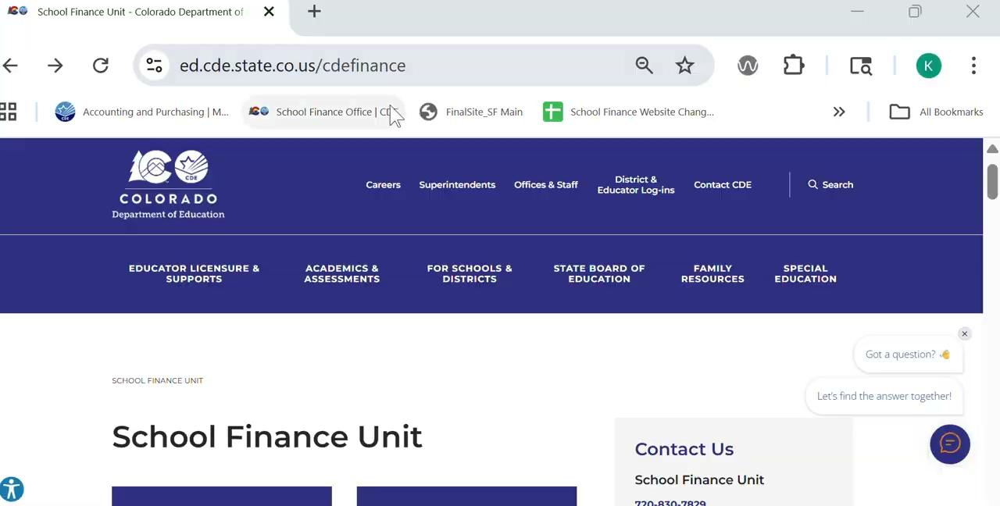 School Finance Unit - Colorado Department of
ed.cde.state.co.us/cdefinance
K
Accounting and Purchasing | M...
School Finance Office | CD
FinalSite_SF Main
School Finance Website Chang...
All Bookmarks
CDE
COLORADO
Department of Education
Careers
Superintendents
Offices & Staff
District &
Educator Log-ins
Contact CDE
Search
EDUCATOR LICENSURE &
SUPPORTS
ACADEMICS &
ASSESSMENTS
FOR SCHOOLS &
DISTRICTS
STATE BOARD OF
EDUCATION
FAMILY
RESOURCES
SPECIAL
EDUCATION
Got a question? 👋
Let's find the answer together!
SCHOOL FINANCE UNIT
School Finance Unit
Contact Us
School Finance Unit
720-830-7829